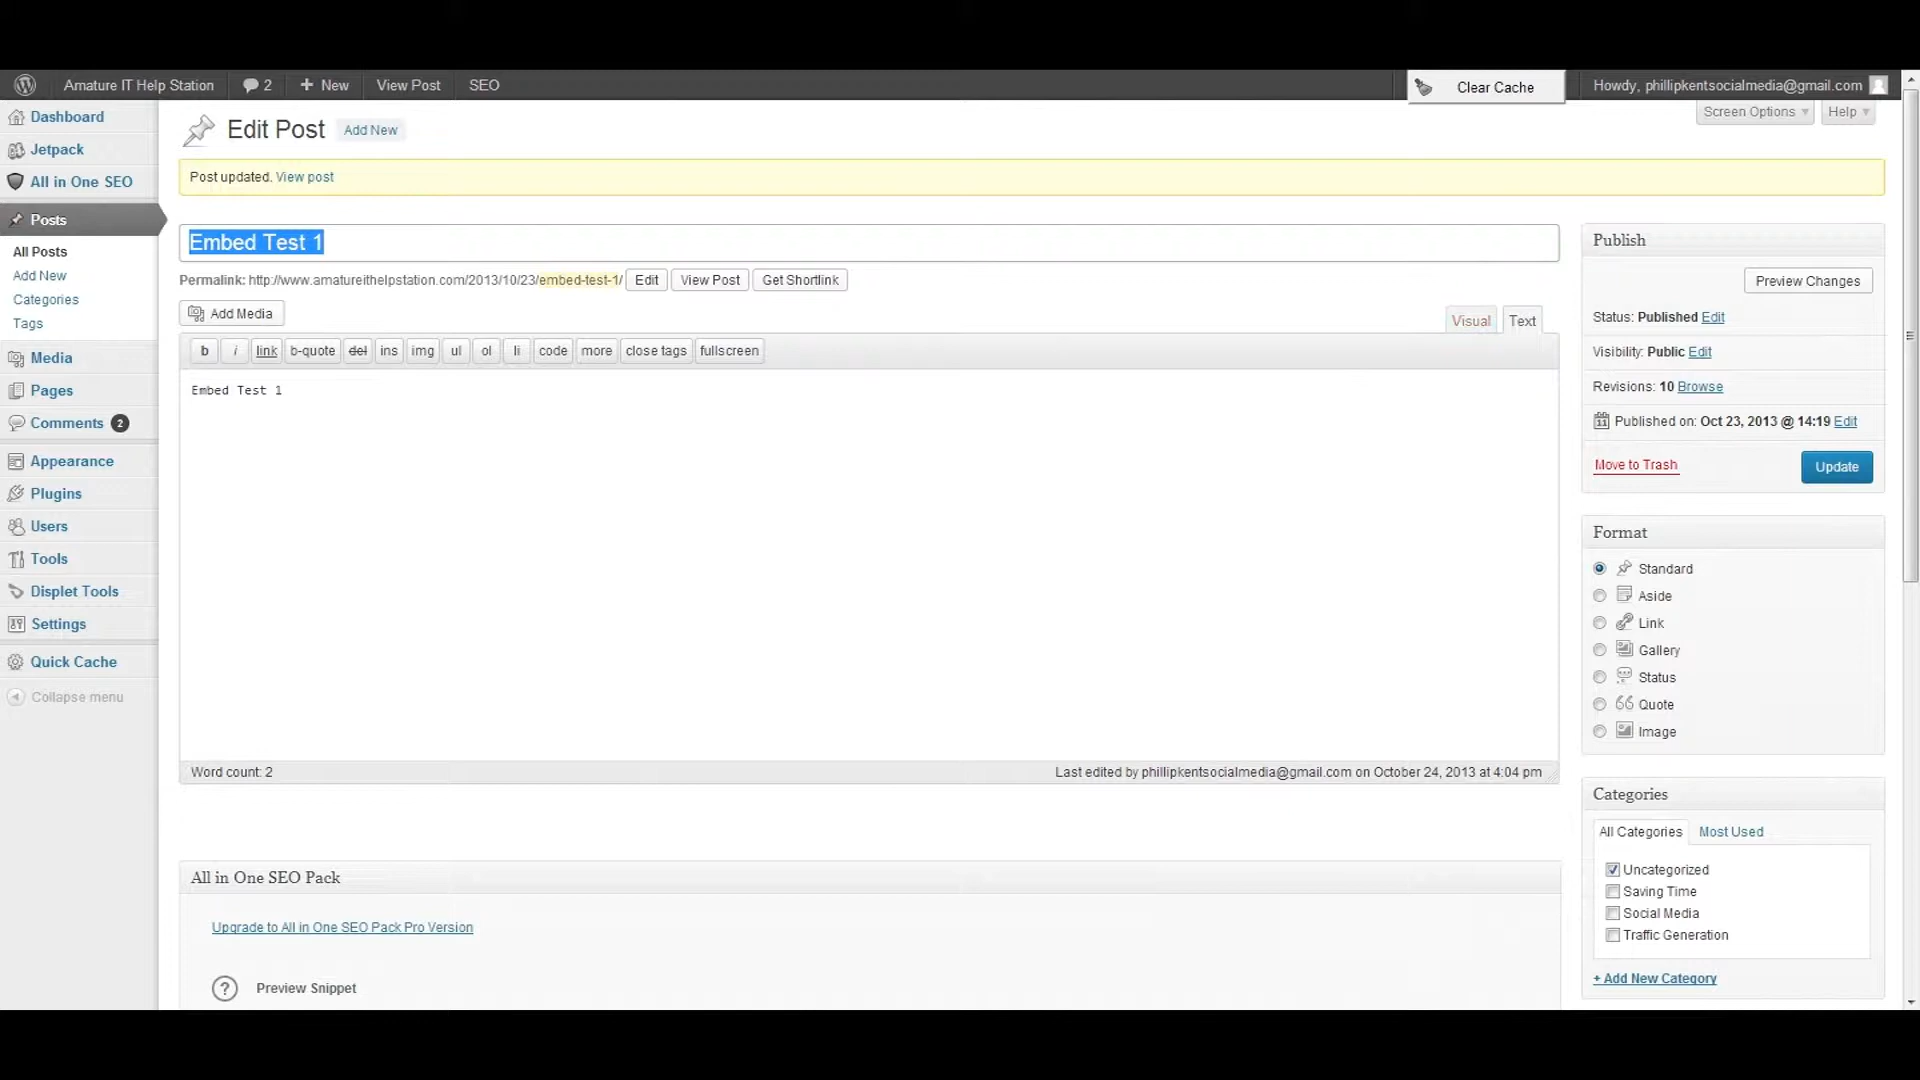 Amature IT Help Station 2 + New View Post SEO Clear Cache Howdy, phillipkentsocialmedia@gmail.com
Screen Options Help
Dashboard
Jetpack
All in One SEO
Posts
All Posts
Add New
Categories
Tags
Media
Pages
Comments 2
Appearance
Plugins
Users
Tools
Displet Tools
Settings
Quick Cache
Collapse menu
Edit Post Add New
Post updated. View post
Embed Test 1
Permalink: http://www.amatureithelpstation.com/2013/10/23/embed-test-1/ Edit View Post Get Shortlink
Add Media
Visual Text
b i link b-quote del ins img ul ol li code more close tags fullscreen
Embed Test 1
Word count: 2 Last edited by phillipkentsocialmedia@gmail.com on October 24, 2013 at 4:04 pm
All in One SEO Pack
Upgrade to All in One SEO Pack Pro Version
? Preview Snippet
Publish
Preview Changes
Status: Published Edit
Visibility: Public Edit
Revisions: 10 Browse
11 Published on: Oct 23, 2013 @ 14:19 Edit
Move to Trash Update
Format
Standard
Aside
Link
Gallery
Status
Quote
Image
Categories
All Categories Most Used
Uncategorized
Saving Time
Social Media
Traffic Generation
+ Add New Category